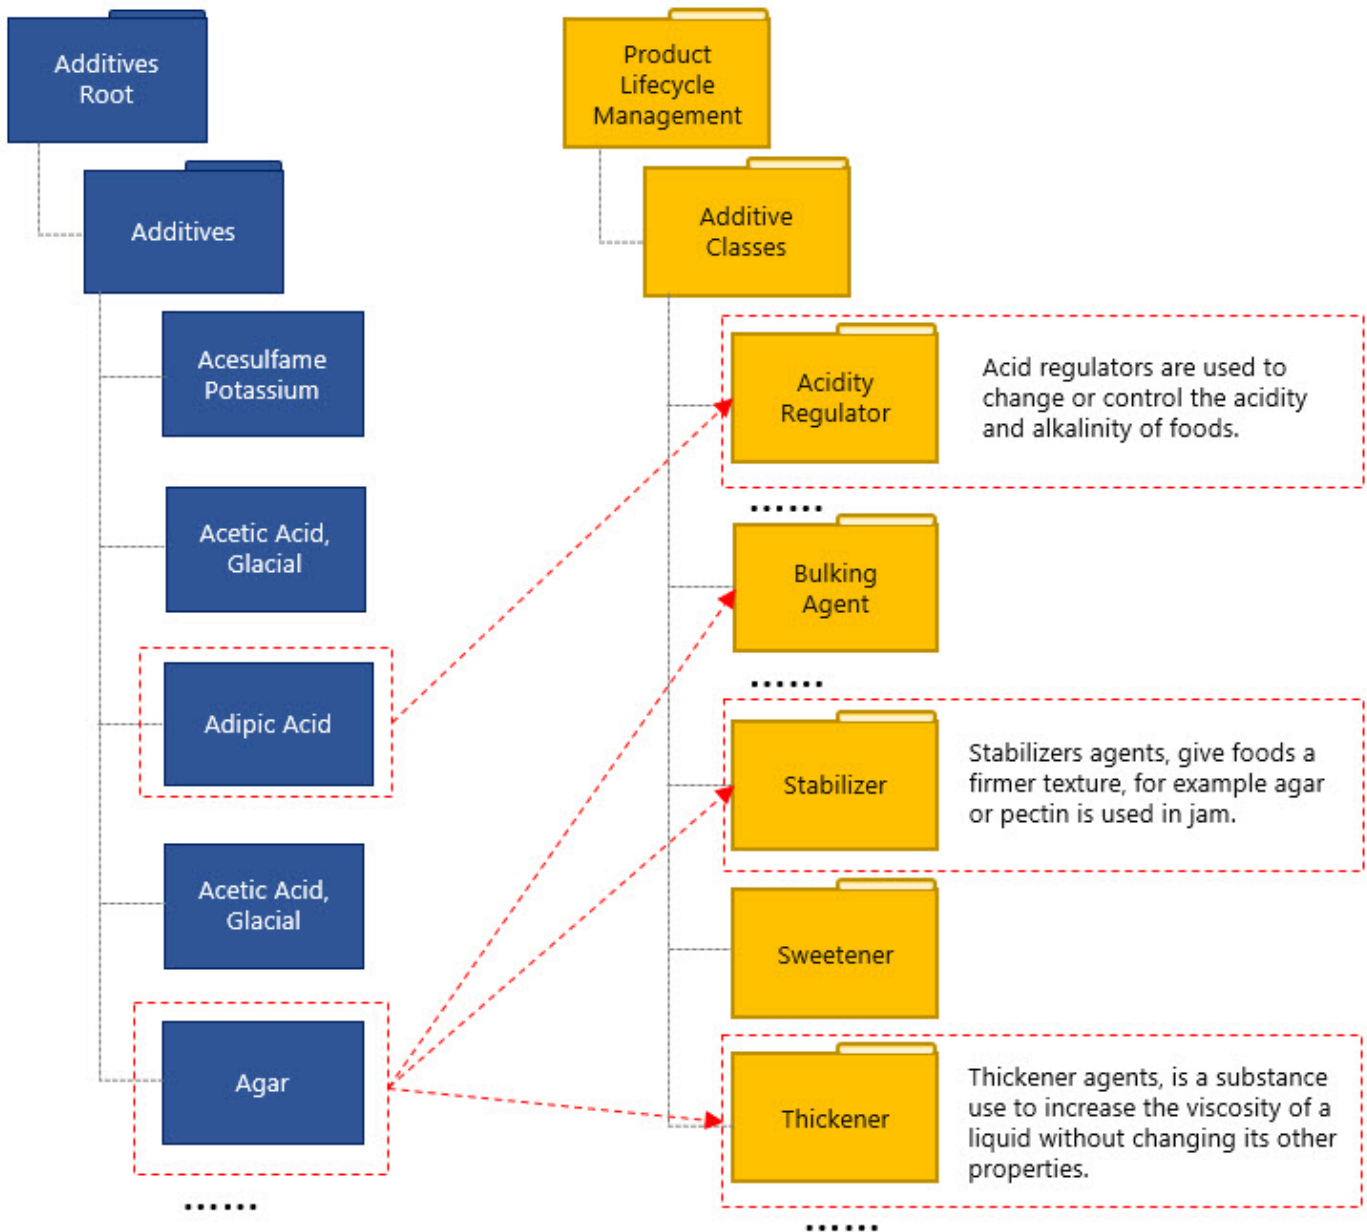 Additives
Root
Additives
Acesulfame
Potassium
Acetic Acid,
Glacial
Adipic Acid
Acetic Acid,
Glacial
Agar
......
Product
Lifecycle
Management
Additive
Classes
Acidity
Regulator
Acid regulators are used to
change or control the acidity
and alkalinity of foods.
......
Bulking
Agent
......
Stabilizer
Stabilizers agents, give foods a
firmer texture, for example agar
or pectin is used in jam.
Sweetener
Thickener
Thickener agents, is a substance
use to increase the viscosity of a
liquid without changing its other
properties.
......